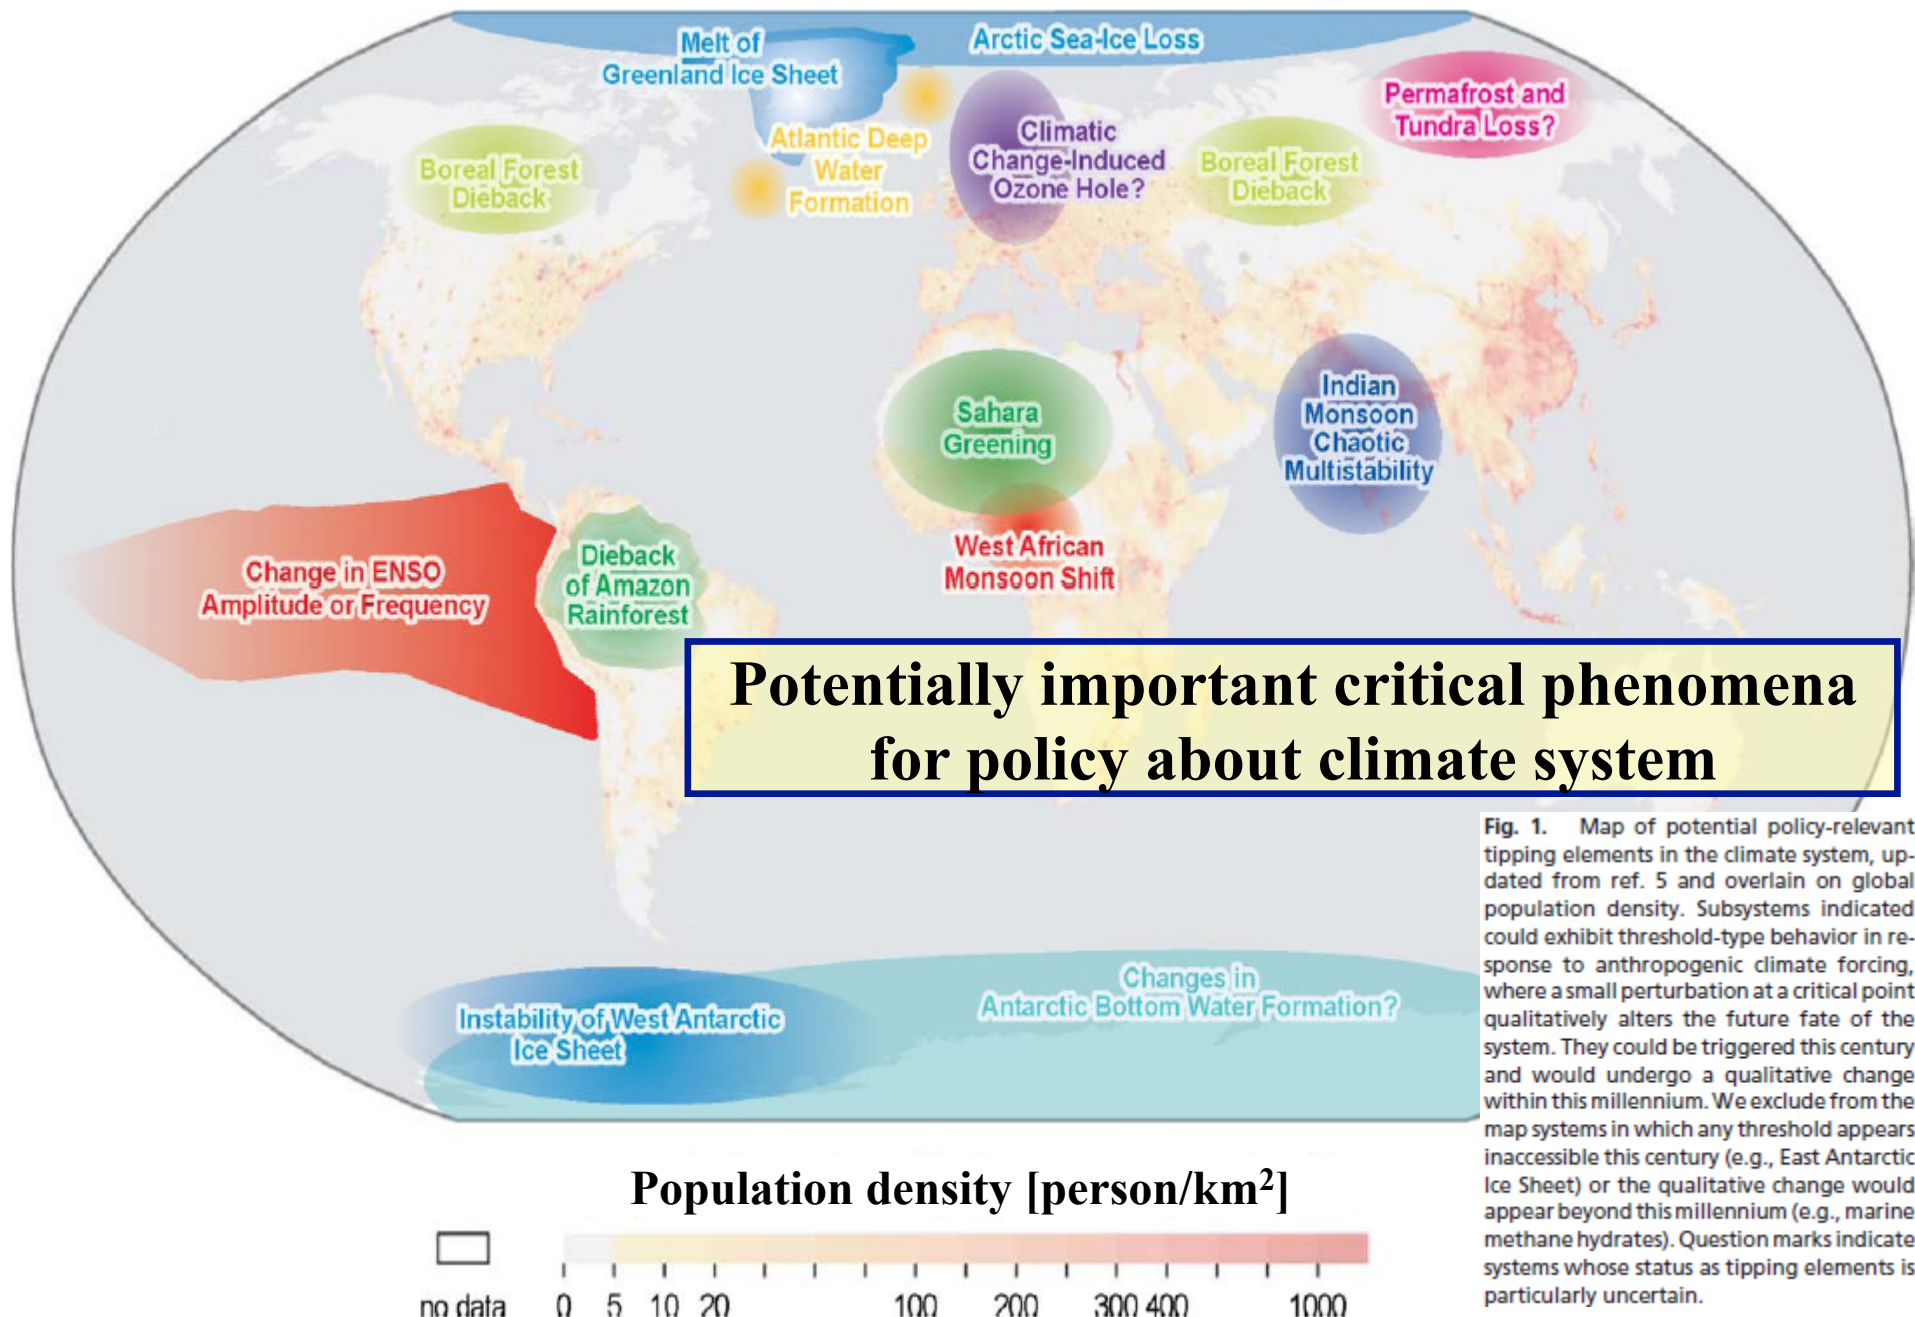 Melt of
Greenland Ice Sheet
Arctic Sea-Ice Loss
Permafrost and
Tundra Loss?
Atlantic Deep
Water
Formation
Climatic
Change-Induced
Ozone Hole?
Boreal Forest
Dieback
Boreal Forest
Dieback
Sahara
Greening
Indian
Monsoon
Chaotic
Multistability
West African
Monsoon Shift
Change in ENSO
Amplitude or Frequency
Dieback
of Amazon
Rainforest
Potentially important critical phenomena
for policy about climate system
Changes in
Antarctic Bottom Water Formation?
Instability of West Antarctic
Ice Sheet
Fig. 1. Map of potential policy-relevant
tipping elements in the climate system, up-
dated from ref. 5 and overlain on global
population density. Subsystems indicated
could exhibit threshold-type behavior in re-
sponse to anthropogenic climate forcing,
where a small perturbation at a critical point
qualitatively alters the future fate of the
system. They could be triggered this century
and would undergo a qualitative change
within this millennium. We exclude from the
map systems in which any threshold appears
inaccessible this century (e.g., East Antarctic
Ice Sheet) or the qualitative change would
appear beyond this millennium (e.g., marine
methane hydrates). Question marks indicate
systems whose status as tipping elements is
particularly uncertain.
Population density [person/km²]
no data 0 5 10 20 100 200 300 400 1000